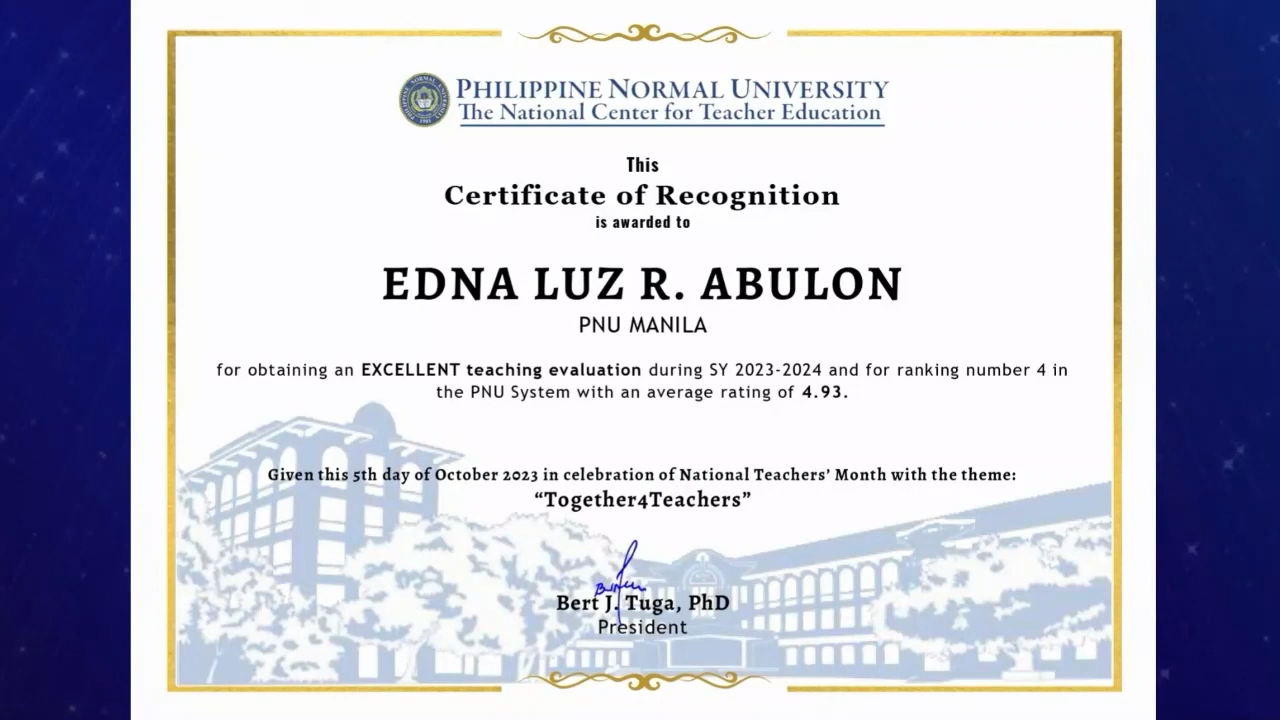 PHILIPPINE NORMAL UNIVERSITY
The National Center for Teacher Education
This
Certificate of Recognition
is awarded to
EDNA LUZ R. ABULON
PNU MANILA
for obtaining an EXCELLENT teaching evaluation during SY 2023-2024 and for ranking number 4 in
the PNU System with an average rating of 4.93.
Given this 5th day of October 2023 in celebration of National Teachers' Month with the theme:
“Together4Teachers”
Bert J. Tuga, PhD
President